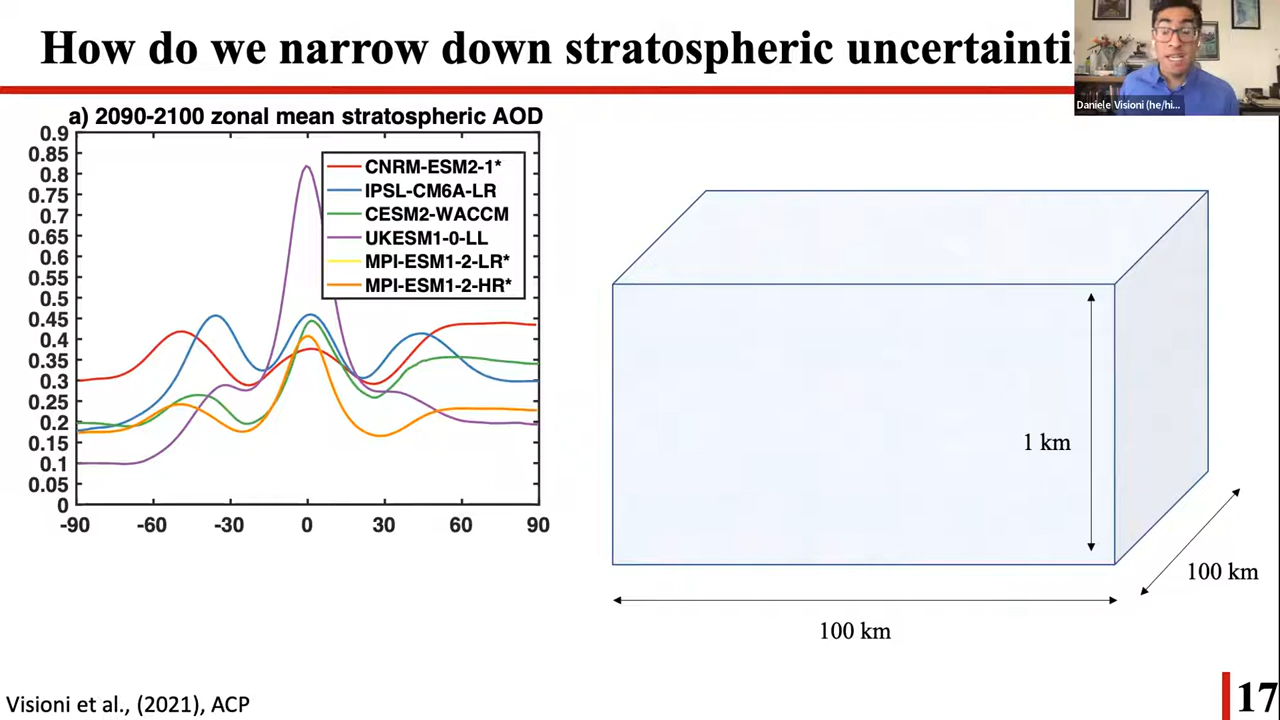 How do we narrow down stratospheric uncertainti
Daniele Visioni (he/hi...
a) 2090-2100 zonal mean stratospheric AOD
0.9
0.85
0.8
0.75
0.7
0.65
0.6
0.55
0.5
0.45
0.4
0.35
0.3
0.25
0.2
0.15
0.1
0.05
0
-90 -60 -30 0 30 60 90
CNRM-ESM2-1*
IPSL-CM6A-LR
CESM2-WACCM
UKESM1-0-LL
MPI-ESM1-2-LR*
MPI-ESM1-2-HR*
1 km
100 km
100 km
Visioni et al., (2021), ACP
17